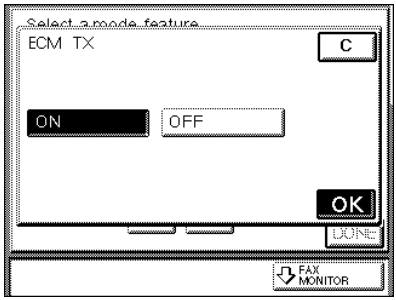 Select a mode feature
ECM TX
C
ON OFF
OK
DONE
FAX
MONITOR